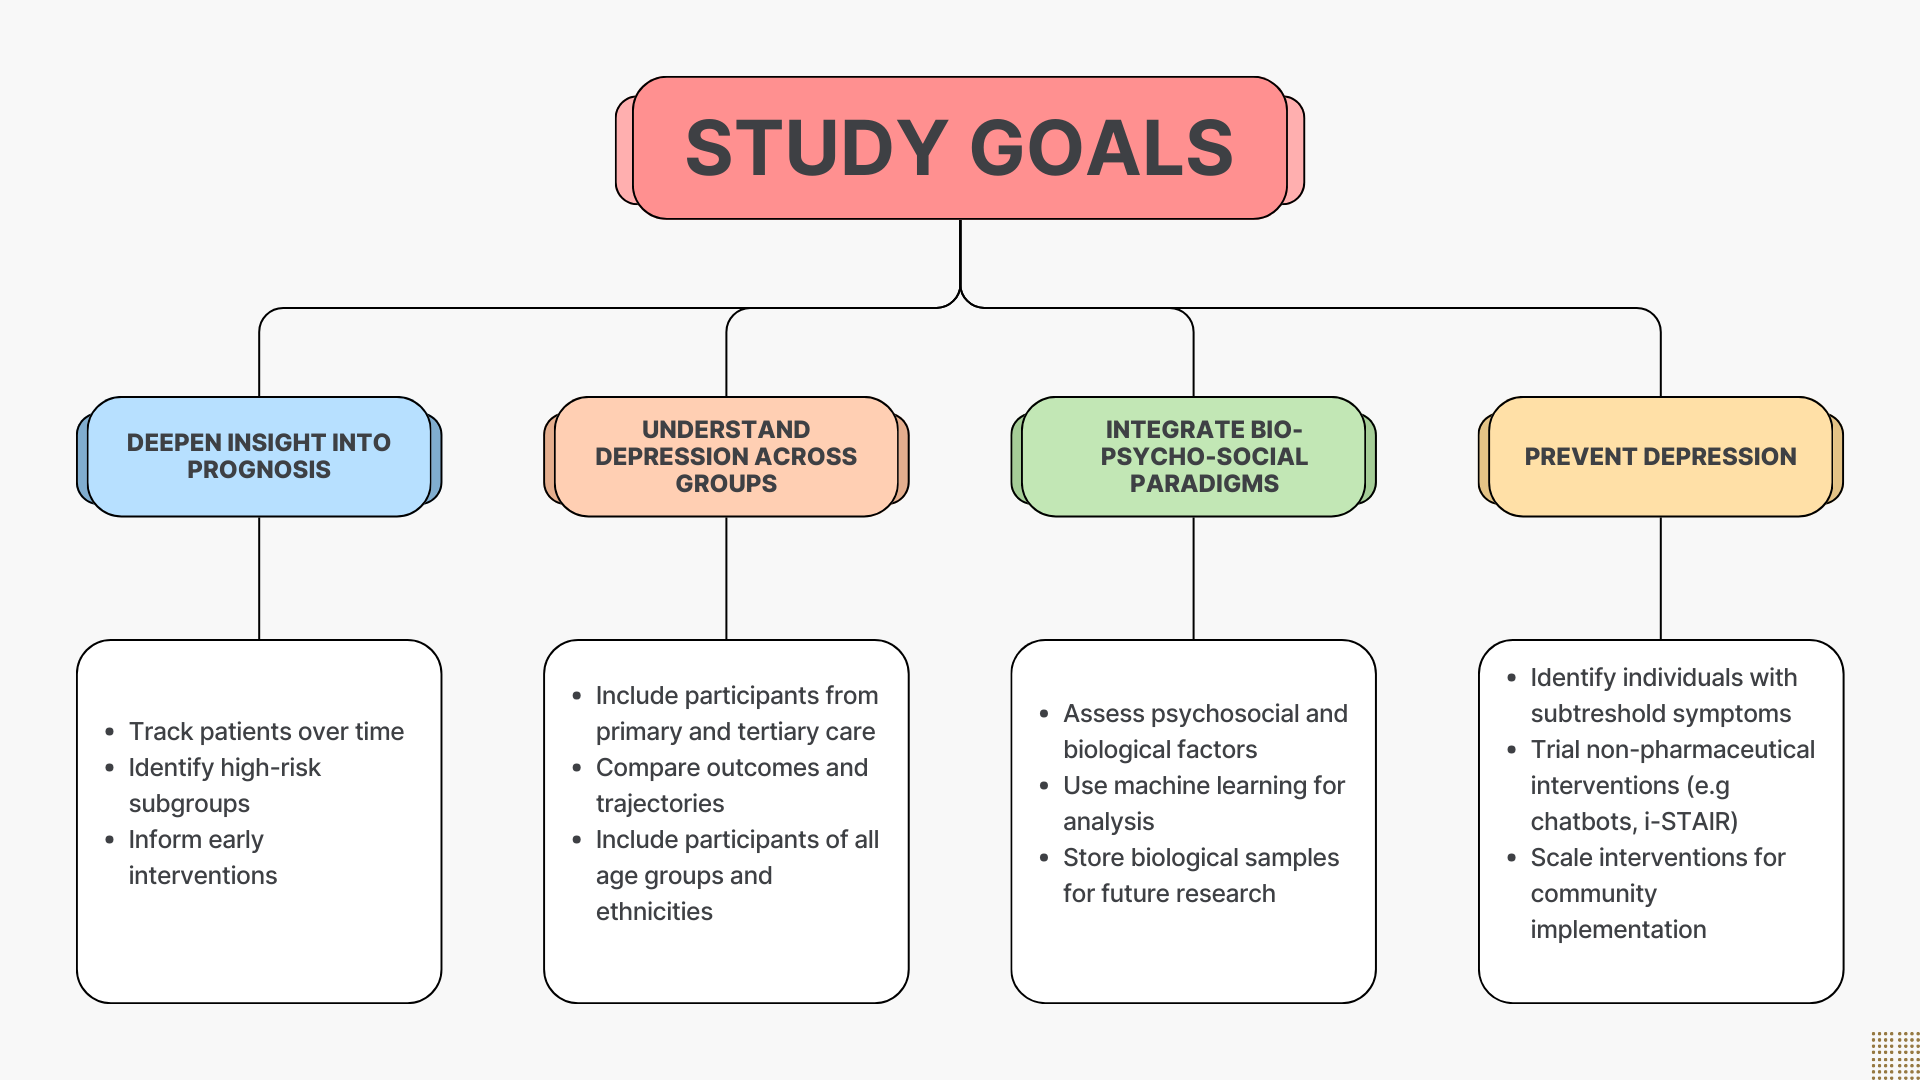 STUDY GOALS
DEEPEN INSIGHT INTO
PROGNOSIS
UNDERSTAND
DEPRESSION ACROSS
GROUPS
INTEGRATE BIO-
PSYCHO-SOCIAL
PARADIGMS
PREVENT DEPRESSION
• Track patients over time
• Identify high-risk
subgroups
• Inform early
interventions
• Include participants from
primary and tertiary care
• Compare outcomes and
trajectories
• Include participants of all
age groups and
ethnicities
• Assess psychosocial and
biological factors
• Use machine learning for
analysis
• Store biological samples
for future research
• Identify individuals with
subtreshold symptoms
• Trial non-pharmaceutical
interventions (e.g
chatbots, i-STAIR)
• Scale interventions for
community
implementation